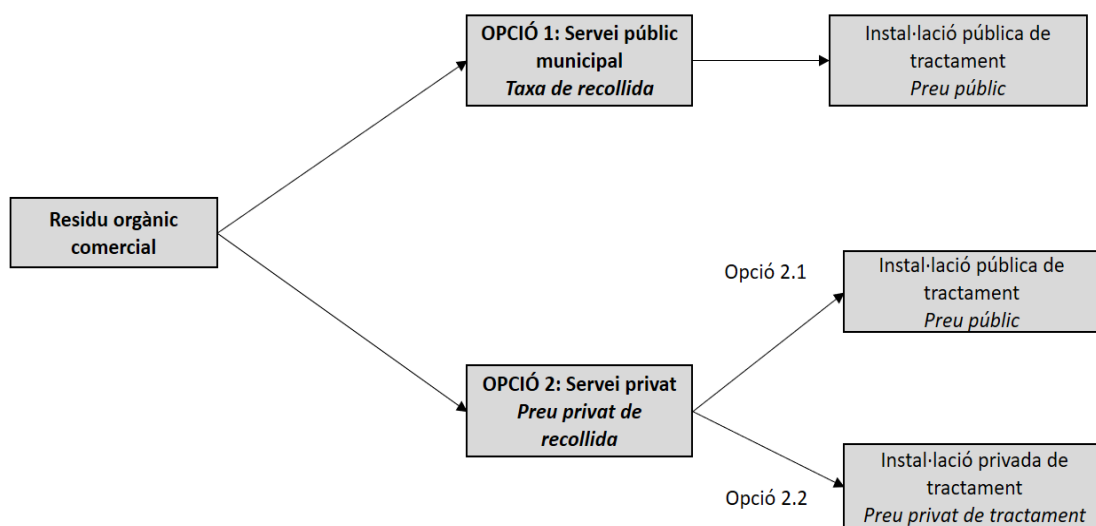 OPCIÓ 1: Servei públic
municipal
Taxa de recollida
Instal·lació pública de
tractament
Preu públic
Residu orgànic
comercial
Opció 2.1
Instal·lació pública de
tractament
Preu públic
OPCIÓ 2: Servei privat
Preu privat de
recollida
Opció 2.2
Instal·lació privada de
tractament
Preu privat de tractament